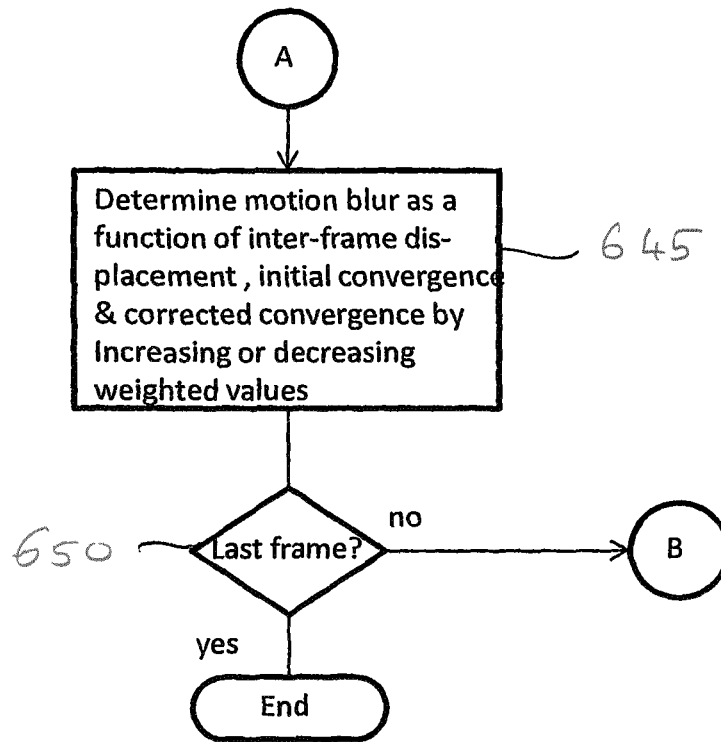 A
Determine motion blur as a
function of inter-frame dis-
placement , initial convergence
& corrected convergence by
Increasing or decreasing
weighted values
645
Last frame?
650
no
B
yes
End